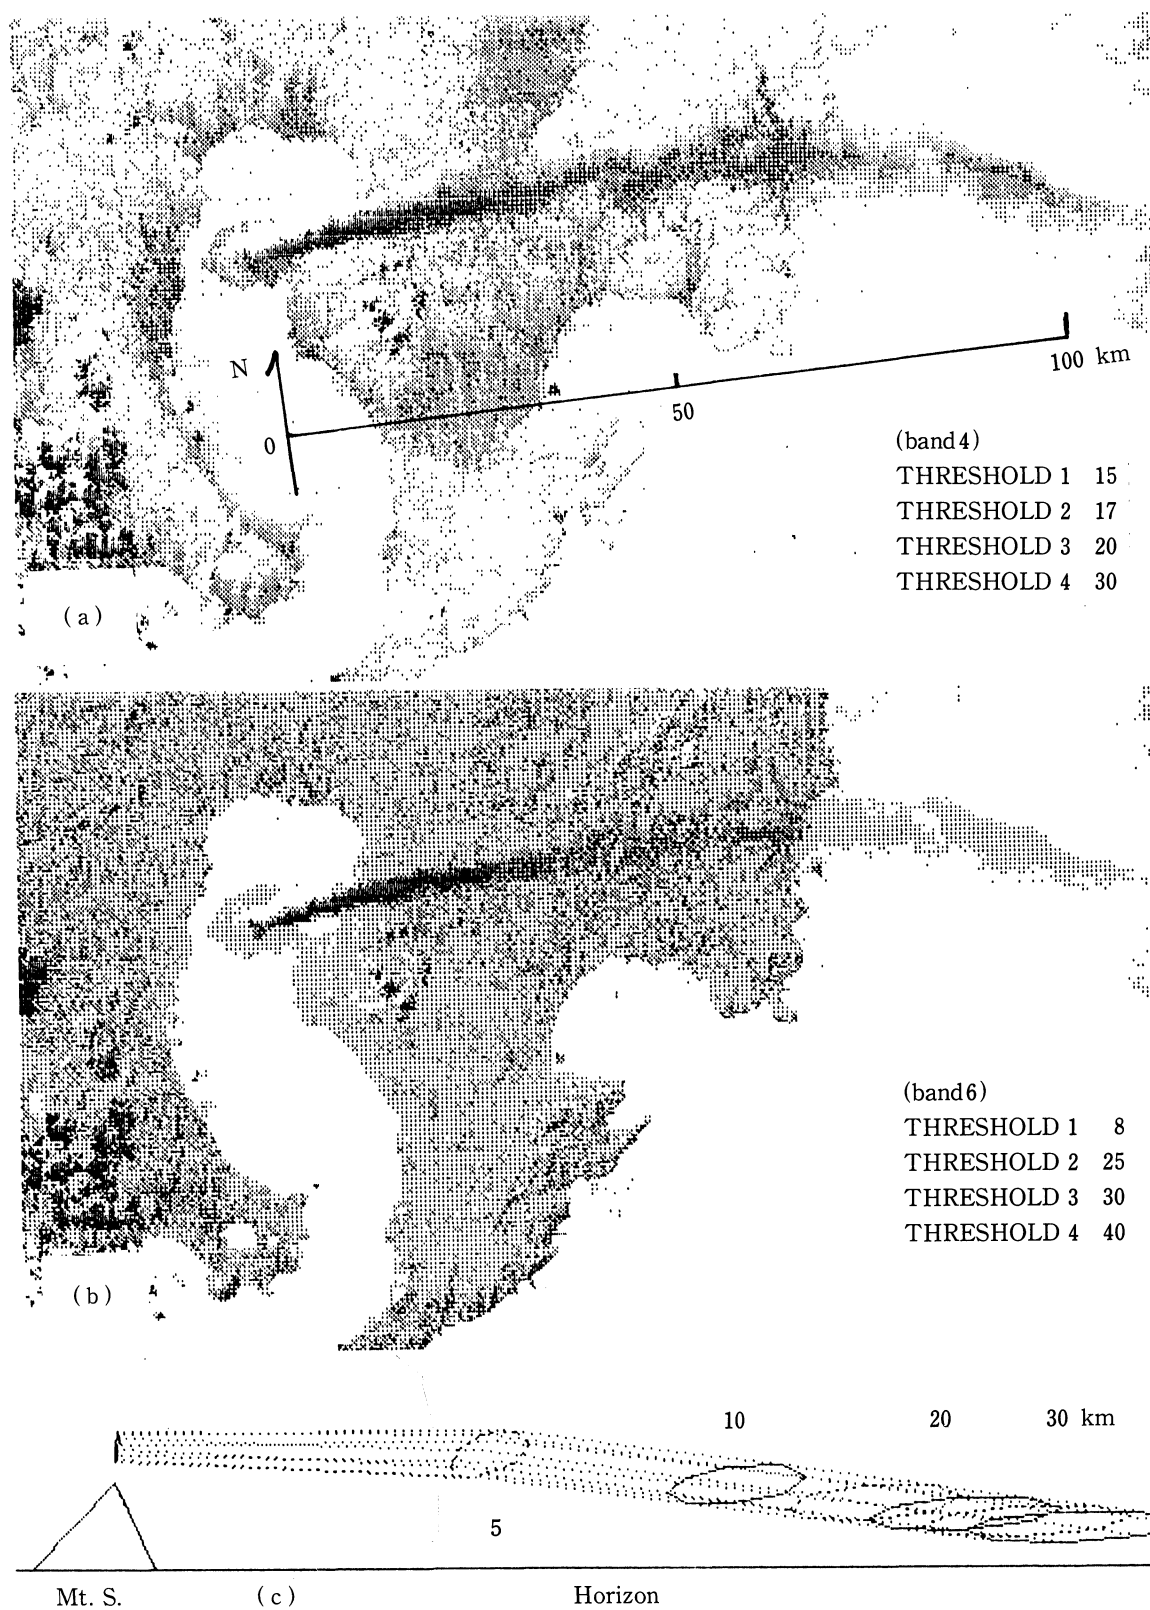 N
0
50
100 km
(band4)
THRESHOLD 1 15
THRESHOLD 2 17
THRESHOLD 3 20
THRESHOLD 4 30
(a)
(band6)
THRESHOLD 1 8
THRESHOLD 2 25
THRESHOLD 3 30
THRESHOLD 4 40
(b)
10 20 30 km
5
Mt. S. (c) Horizon